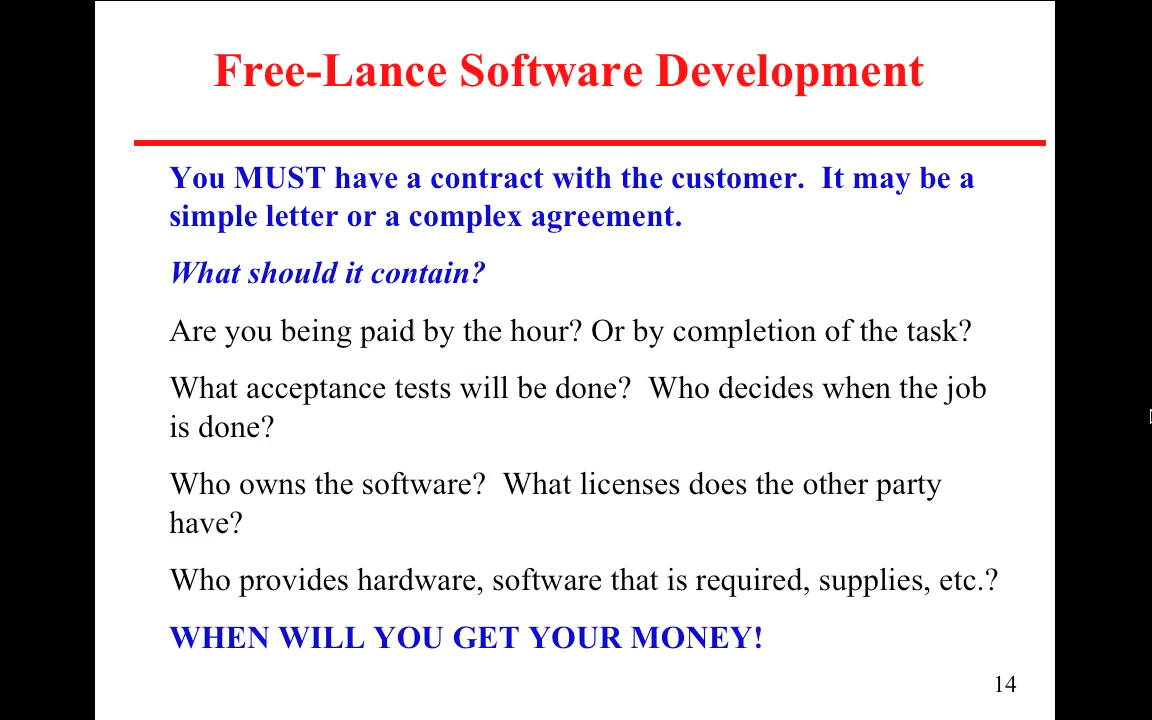 Free-Lance Software Development
You MUST have a contract with the customer.  It may be a
simple letter or a complex agreement.
What should it contain?
Are you being paid by the hour? Or by completion of the task?
What acceptance tests will be done?  Who decides when the job
is done?
Who owns the software?  What licenses does the other party
have?
Who provides hardware, software that is required, supplies, etc.?
WHEN WILL YOU GET YOUR MONEY!
14